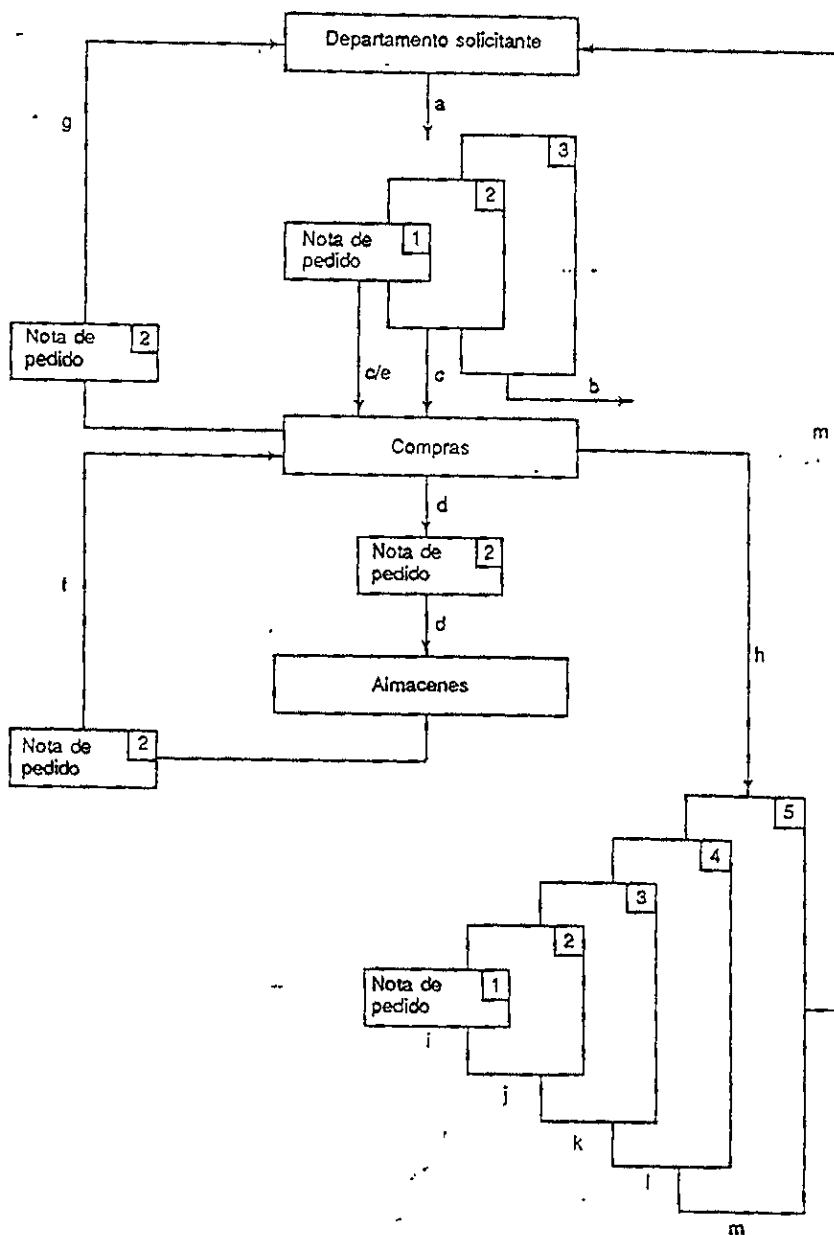 Departamento solicitante
a
g
3
2
Nota de
pedido
1
Nota de
pedido
2
c/e
c
b
m
Compras
d
Nota de
pedido
2
f
d
h
Almacenes
Nota de
pedido
2
5
4
3
2
Nota de
pedido
1
i
j
k
l
m